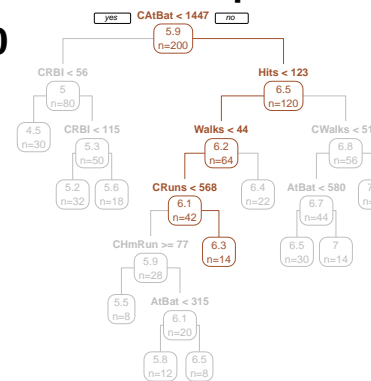 yes CAtBat < 1447 no
5.9
n=200
CRBI < 56 Hits < 123
5 6.5
n=80 n=120
4.5
n=30
CRBI < 115 Walks < 44
5.3 6.2 6.8
n=50 n=64 n=56
5.2 5.6
n=32 n=18
CRuns < 568 AtBat < 580
6.1 6.4 6.7
n=42 n=22 n=44
CHmRun >= 77
5.9 6.3 6.5 7
n=28 n=14 n=30 n=14
5.5
n=8
AtBat < 315
6.1
n=20
5.8 6.5
n=12 n=8